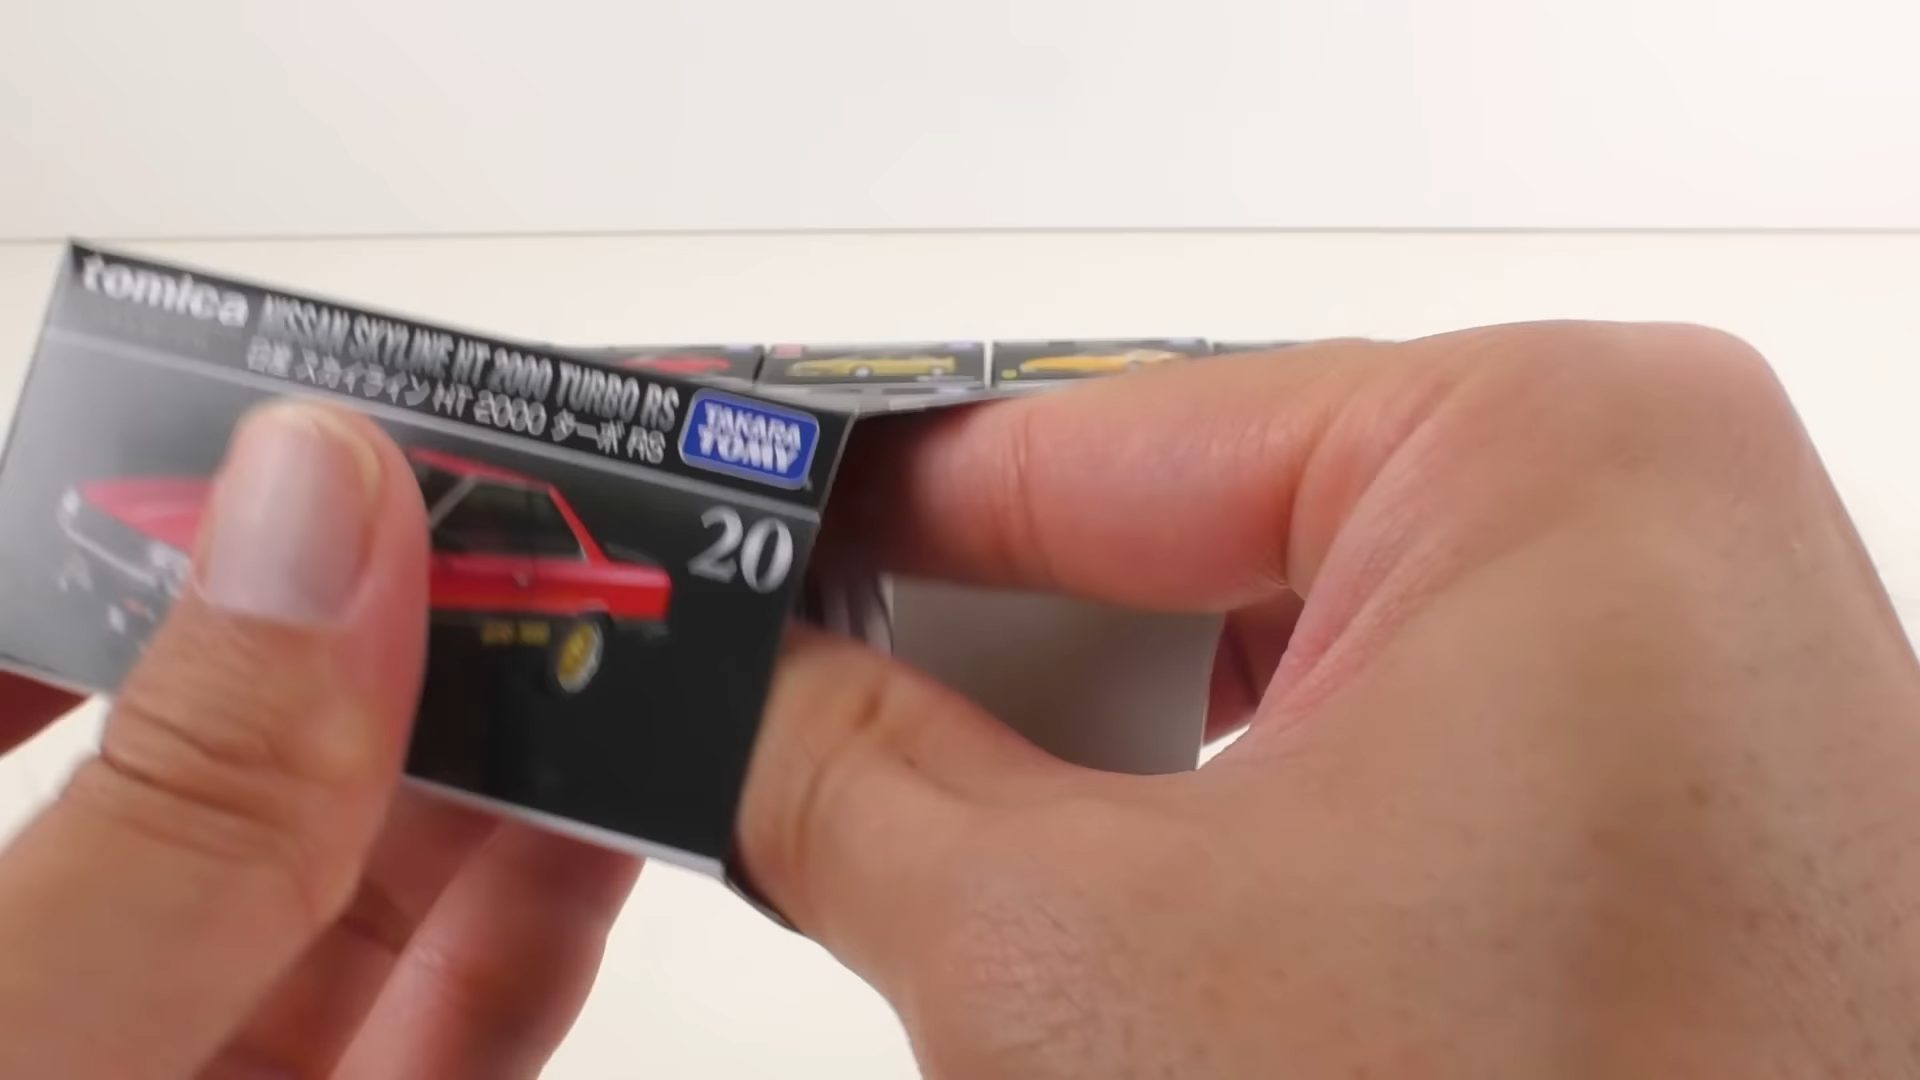 tomica
NISSAN SKYLINE HT 2000 TURBO RS
日産 スカイライン HT 2000 ターボ RS
TAKARA
TOMY
20